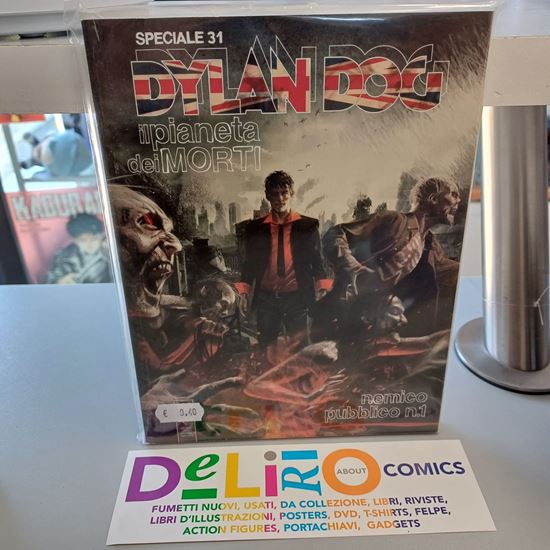 SPECIALE 31
DYLAN DOG
il pianeta
dei MORTI
nemico
pubblico n.1
DeLiRiO
ABOUT
COMICS
FUMETTI NUOVI, USATI, DA COLLEZIONE, LIBRI, RIVISTE,
LIBRI D'ILLUSTRAZIONI, POSTERS, DVD, T-SHIRTS, FELPE,
ACTION FIGURES, PORTACHIAVI, GADGETS